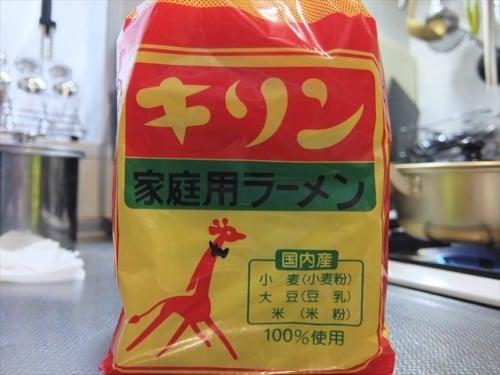 キリン
家庭用ラーメン
国内産
小麦(小麦粉)
大豆(豆乳)
米(米粉)
100%使用